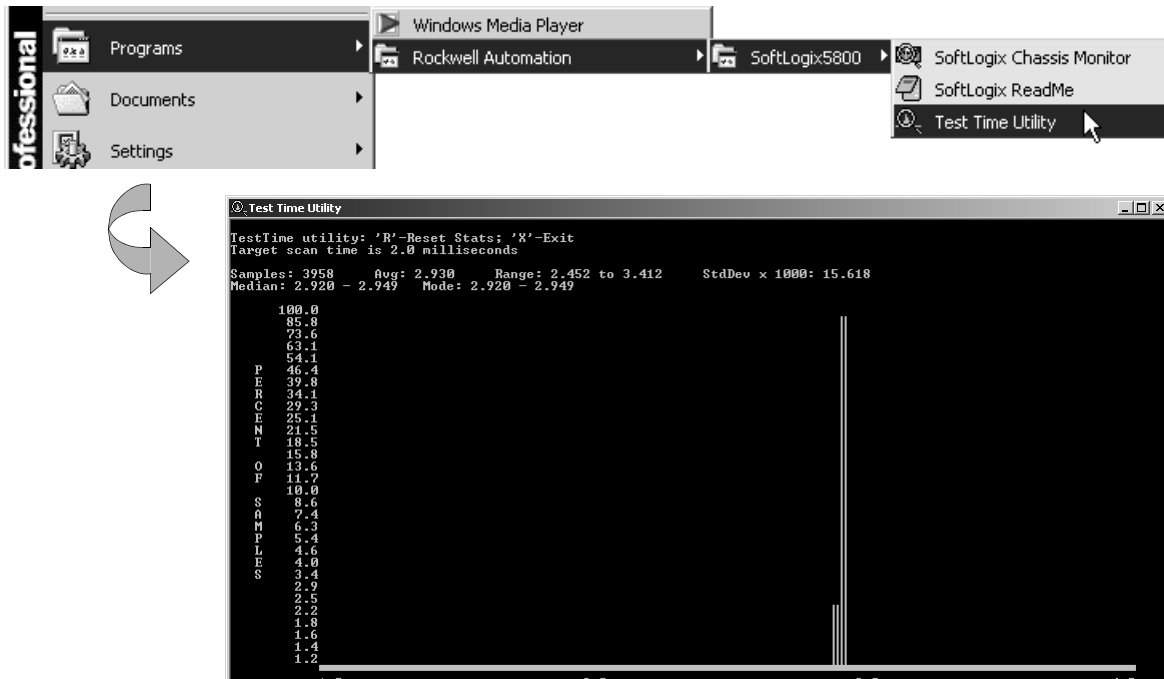 ofessional
Programs
Documents
Settings
Windows Media Player
Rockwell Automation
SoftLogix5800
SoftLogix Chassis Monitor
SoftLogix ReadMe
Test Time Utility
Test Time Utility
TestTime utility: 'R'-Reset Stats; 'X'-Exit
Target scan time is 2.0 milliseconds
Samples: 3958 Avg: 2.930 Range: 2.452 to 3.412 StdDev x 1000: 15.618
Median: 2.920 - 2.949 Mode: 2.920 - 2.949
PERCENT OF SAMPLES
100.0
85.8
73.6
63.1
54.1
46.4
39.8
34.1
29.3
25.1
21.5
18.5
15.8
13.6
11.7
10.0
8.6
7.4
6.3
5.4
4.6
4.0
3.4
2.9
2.5
2.2
1.8
1.6
1.4
1.2